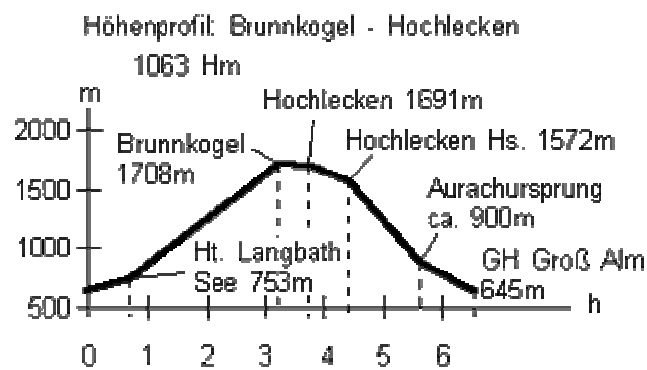 Höhenprofil: Brunnkogel - Hochlecken
1063 Hm
m
Hochlecken 1691m
2000
Brunnkogel
1708m
Hochlecken Hs. 1572m
1500
Aurachursprung
ca. 900m
1000
Ht. Langbath
See 753m
GH Groß Alm
645m
500
h
0 1 2 3 4 5 6